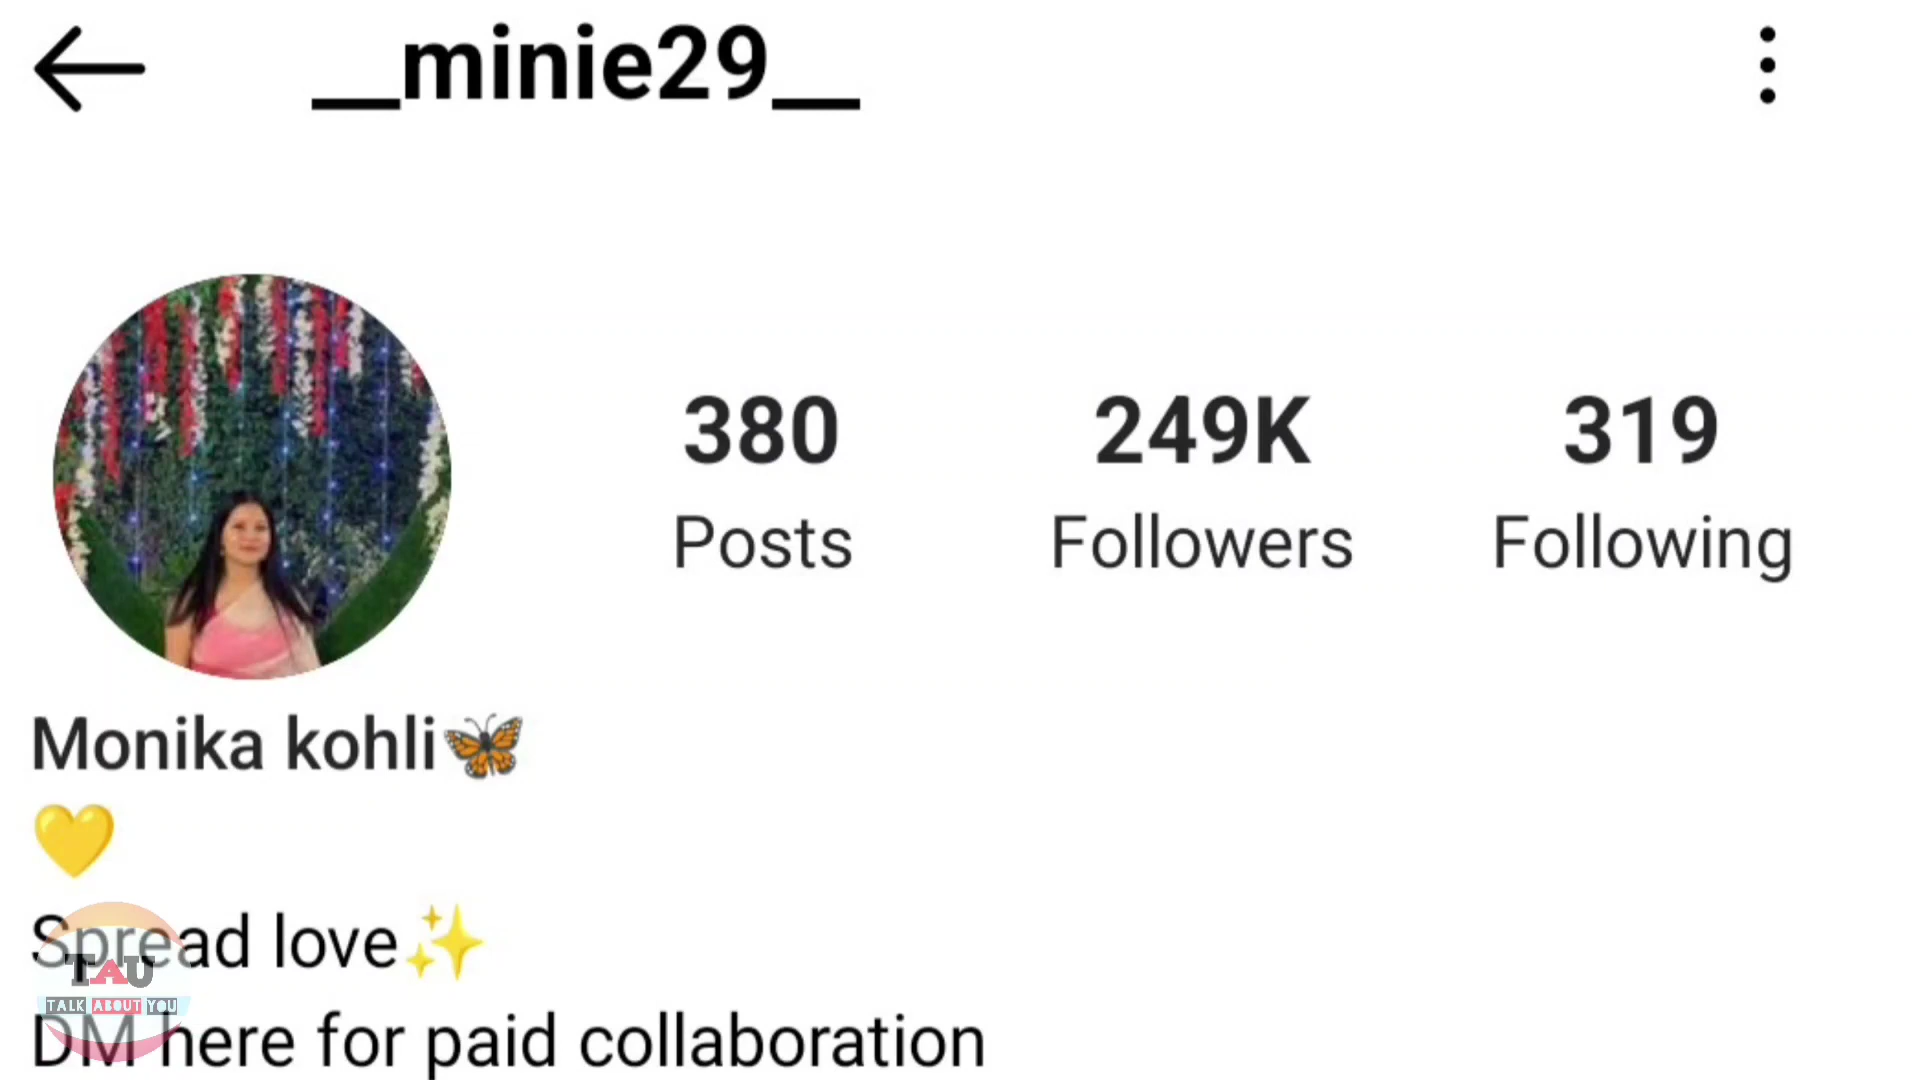 __minie29__
380 249K 319
Posts Followers Following
Monika kohli🦋
💛
Spread love✨
TAU
TALK ABOUT YOU
DM here for paid collaboration